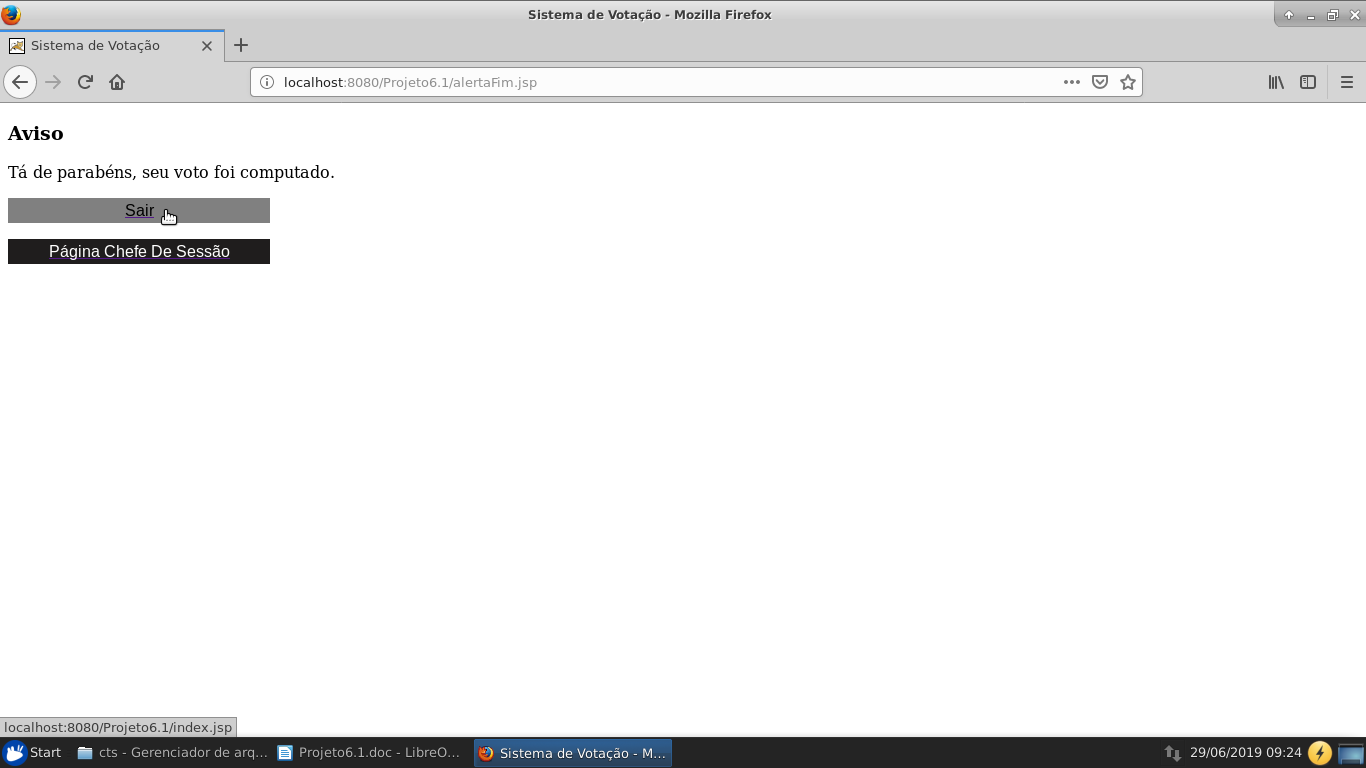 Sistema de Votação - Mozilla Firefox
Sistema de Votação
localhost:8080/Projeto6.1/alertaFim.jsp
Aviso
Tá de parabéns, seu voto foi computado.
Sair
Página Chefe De Sessão
localhost:8080/Projeto6.1/index.jsp
Start cts - Gerenciador de arq... Projeto6.1.doc - LibreO... Sistema de Votação - M... 29/06/2019 09:24